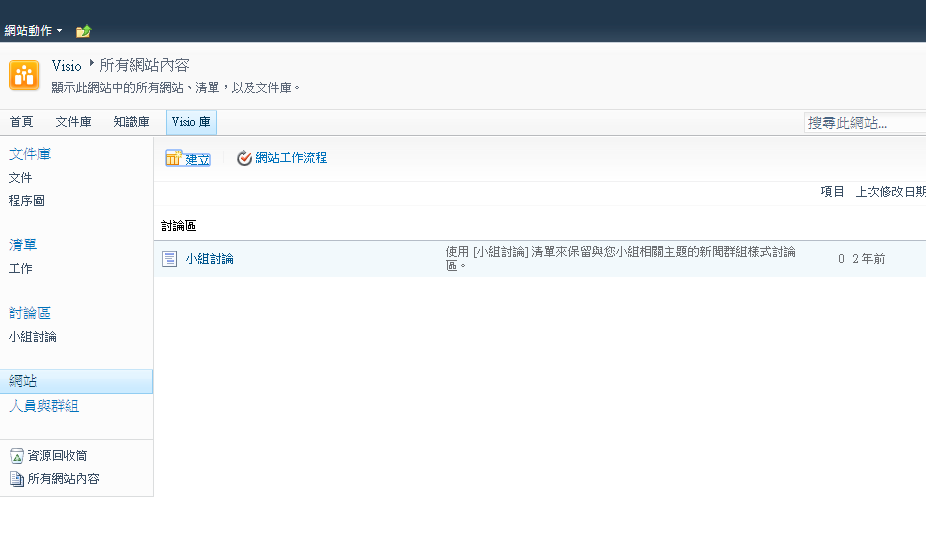 網站動作
Visio ▸ 所有網站內容
顯示此網站中的所有網站、清單，以及文件庫。
首頁 文件庫 知識庫 Visio 庫 搜尋此網站...
文件庫
文件
程序圖
清單
工作
討論區
小組討論
網站
人員與群組
資源回收筒
所有網站內容
建立 網站工作流程
項目 上次修改日期
討論區
小組討論 使用 [小組討論] 清單來保留與您小組相關主題的新聞群組樣式討論
區。 0 2 年前